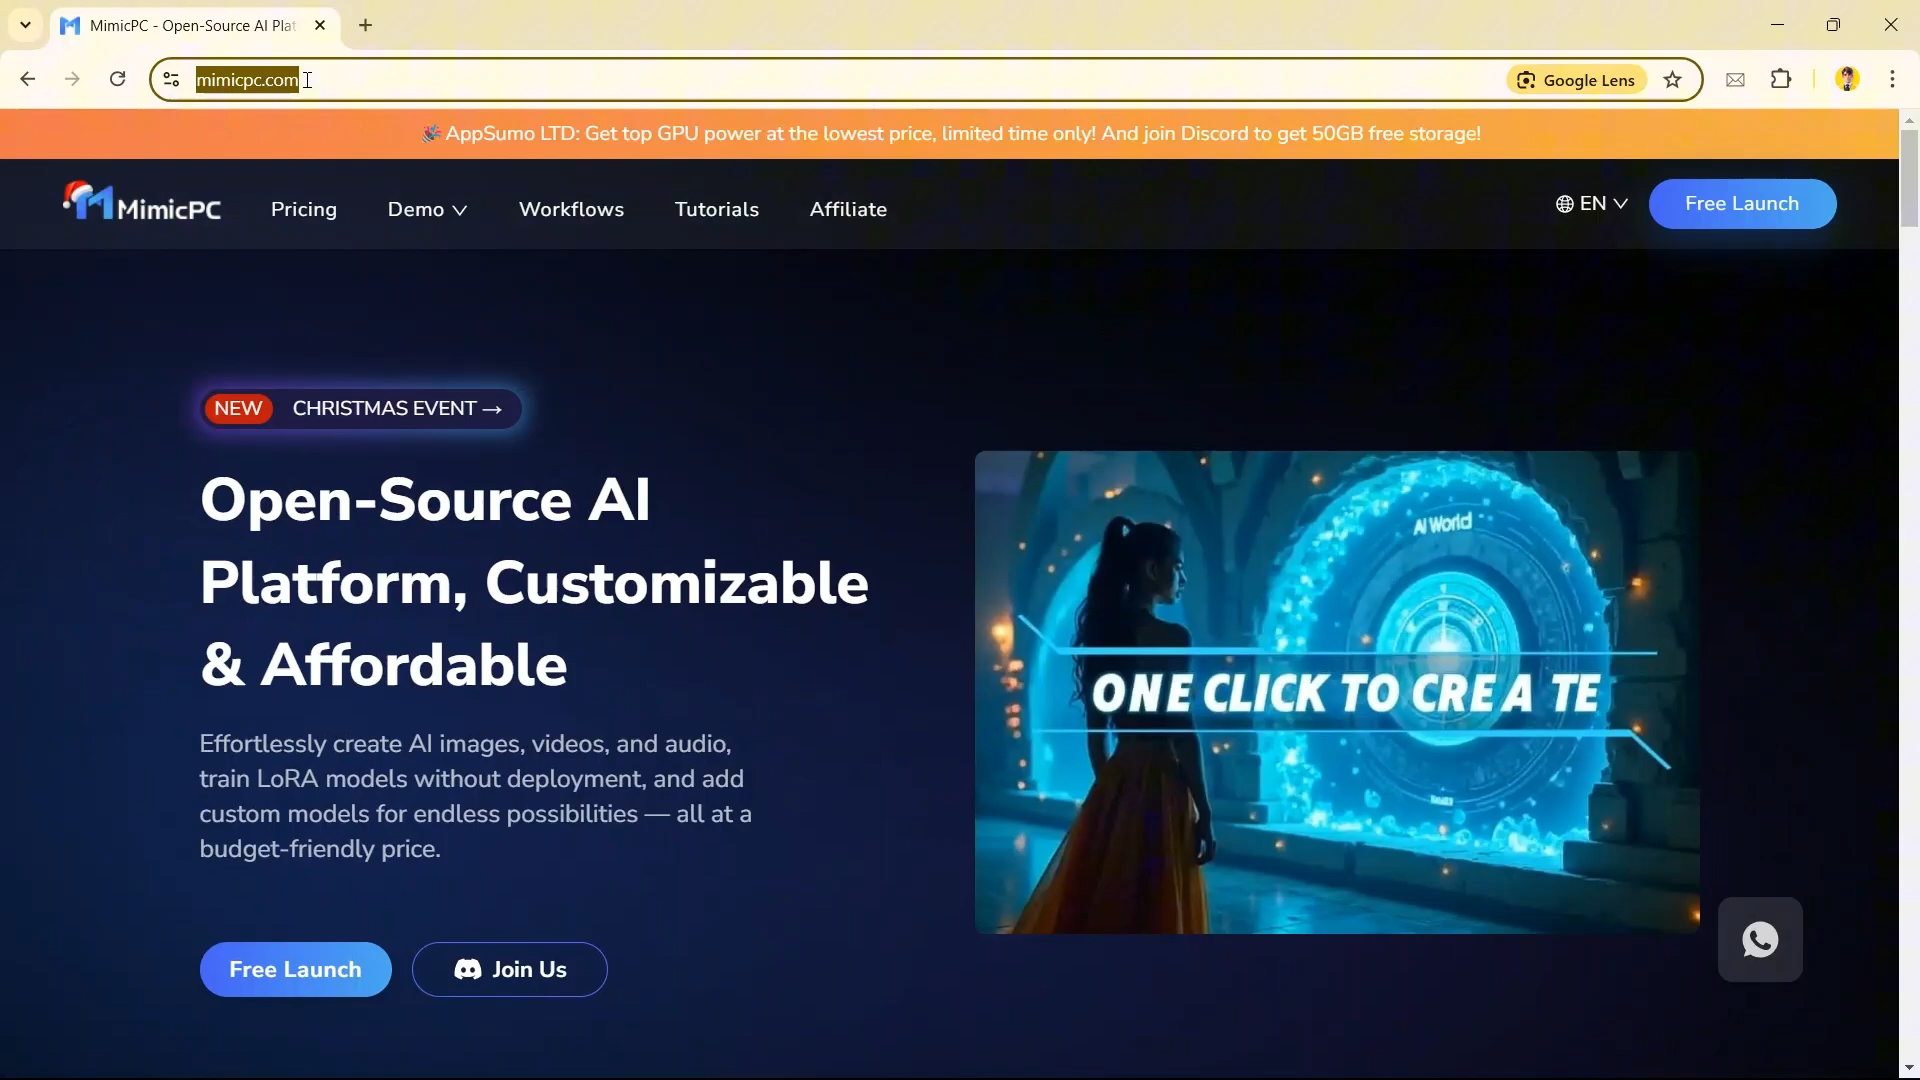 MimicPC - Open-Source AI Plat
mimicpc.com
Google Lens
AppSumo LTD: Get top GPU power at the lowest price, limited time only! And join Discord to get 50GB free storage!
MimicPC
Pricing
Demo
Workflows
Tutorials
Affiliate
EN
Free Launch
NEW CHRISTMAS EVENT →
Open-Source AI
Platform, Customizable
& Affordable
Effortlessly create AI images, videos, and audio,
train LoRA models without deployment, and add
custom models for endless possibilities — all at a
budget-friendly price.
Free Launch
Join Us
AI World
ONE CLICK TO CREA TE